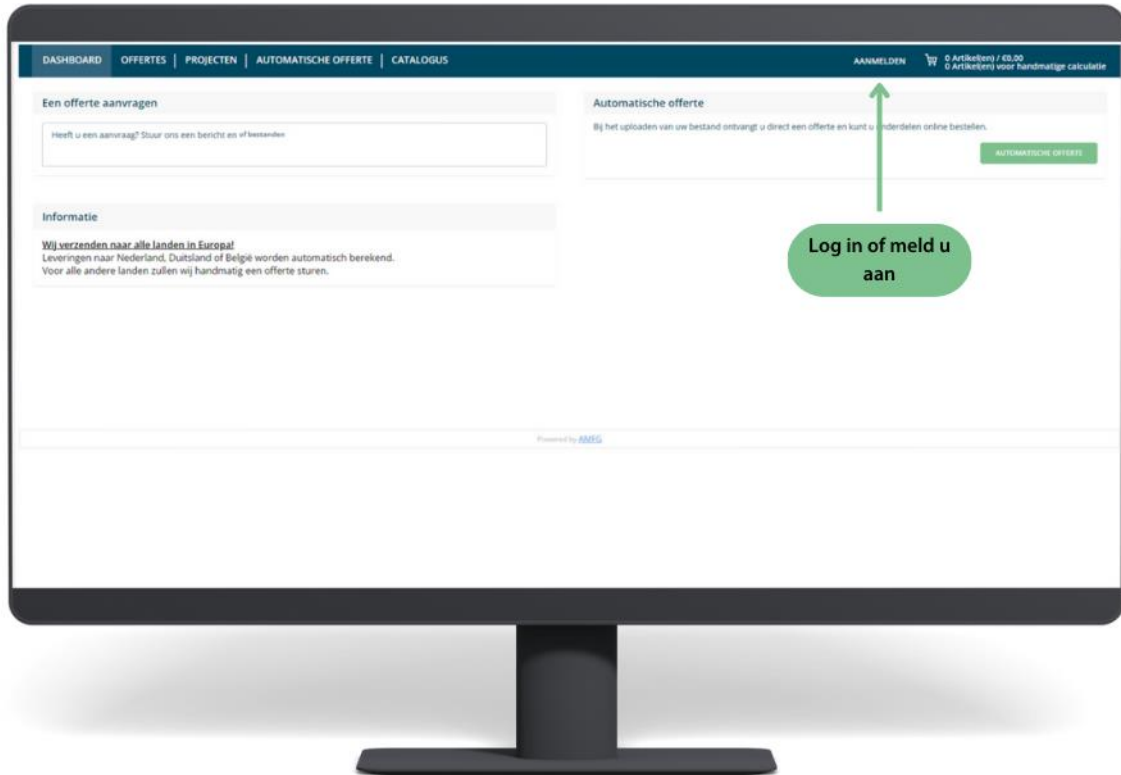 DASHBOARD OFFERTES | PROJECTEN | AUTOMATISCHE OFFERTE | CATALOGUS
AANMELDEN
0 Artikel(en) / €0,00
0 Artikel(en) voor handmatige calculatie
Een offerte aanvragen
Heeft u een aanvraag? Stuur ons een bericht en of bestanden
Automatische offerte
Bij het uploaden van uw bestand ontvangt u direct een offerte en kunt u onderdelen online bestellen.
AUTOMATISCHE OFFERTE
Informatie
Wij verzenden naar alle landen in Europa!
Leveringen naar Nederland, Duitsland of België worden automatisch berekend.
Voor alle andere landen zullen wij handmatig een offerte sturen.
Log in of meld u
aan
Powered by AMFG